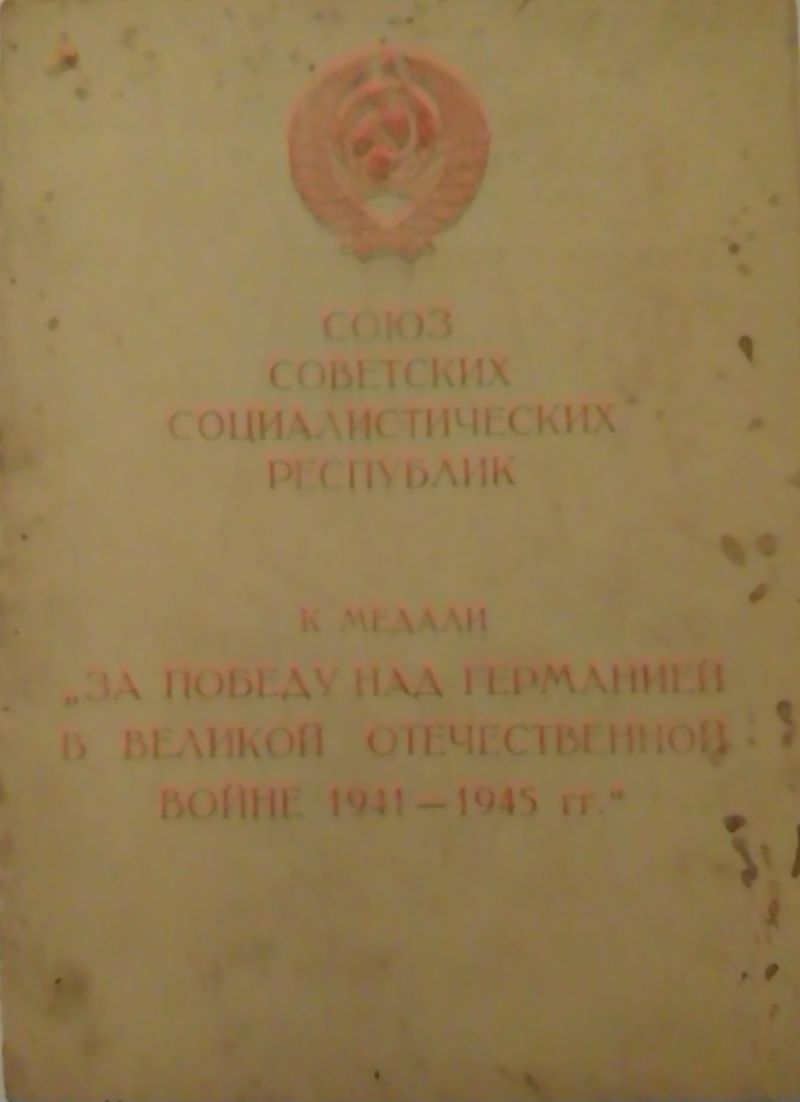 СОЮЗ
СОВЕТСКИХ
СОЦИАЛИСТИЧЕСКИХ
РЕСПУБЛИК
К МЕДАЛИ
„ЗА ПОБЕДУ НАД ГЕРМАНИЕЙ
В ВЕЛИКОЙ ОТЕЧЕСТВЕННОЙ
ВОЙНЕ 1941—1945 гг.“